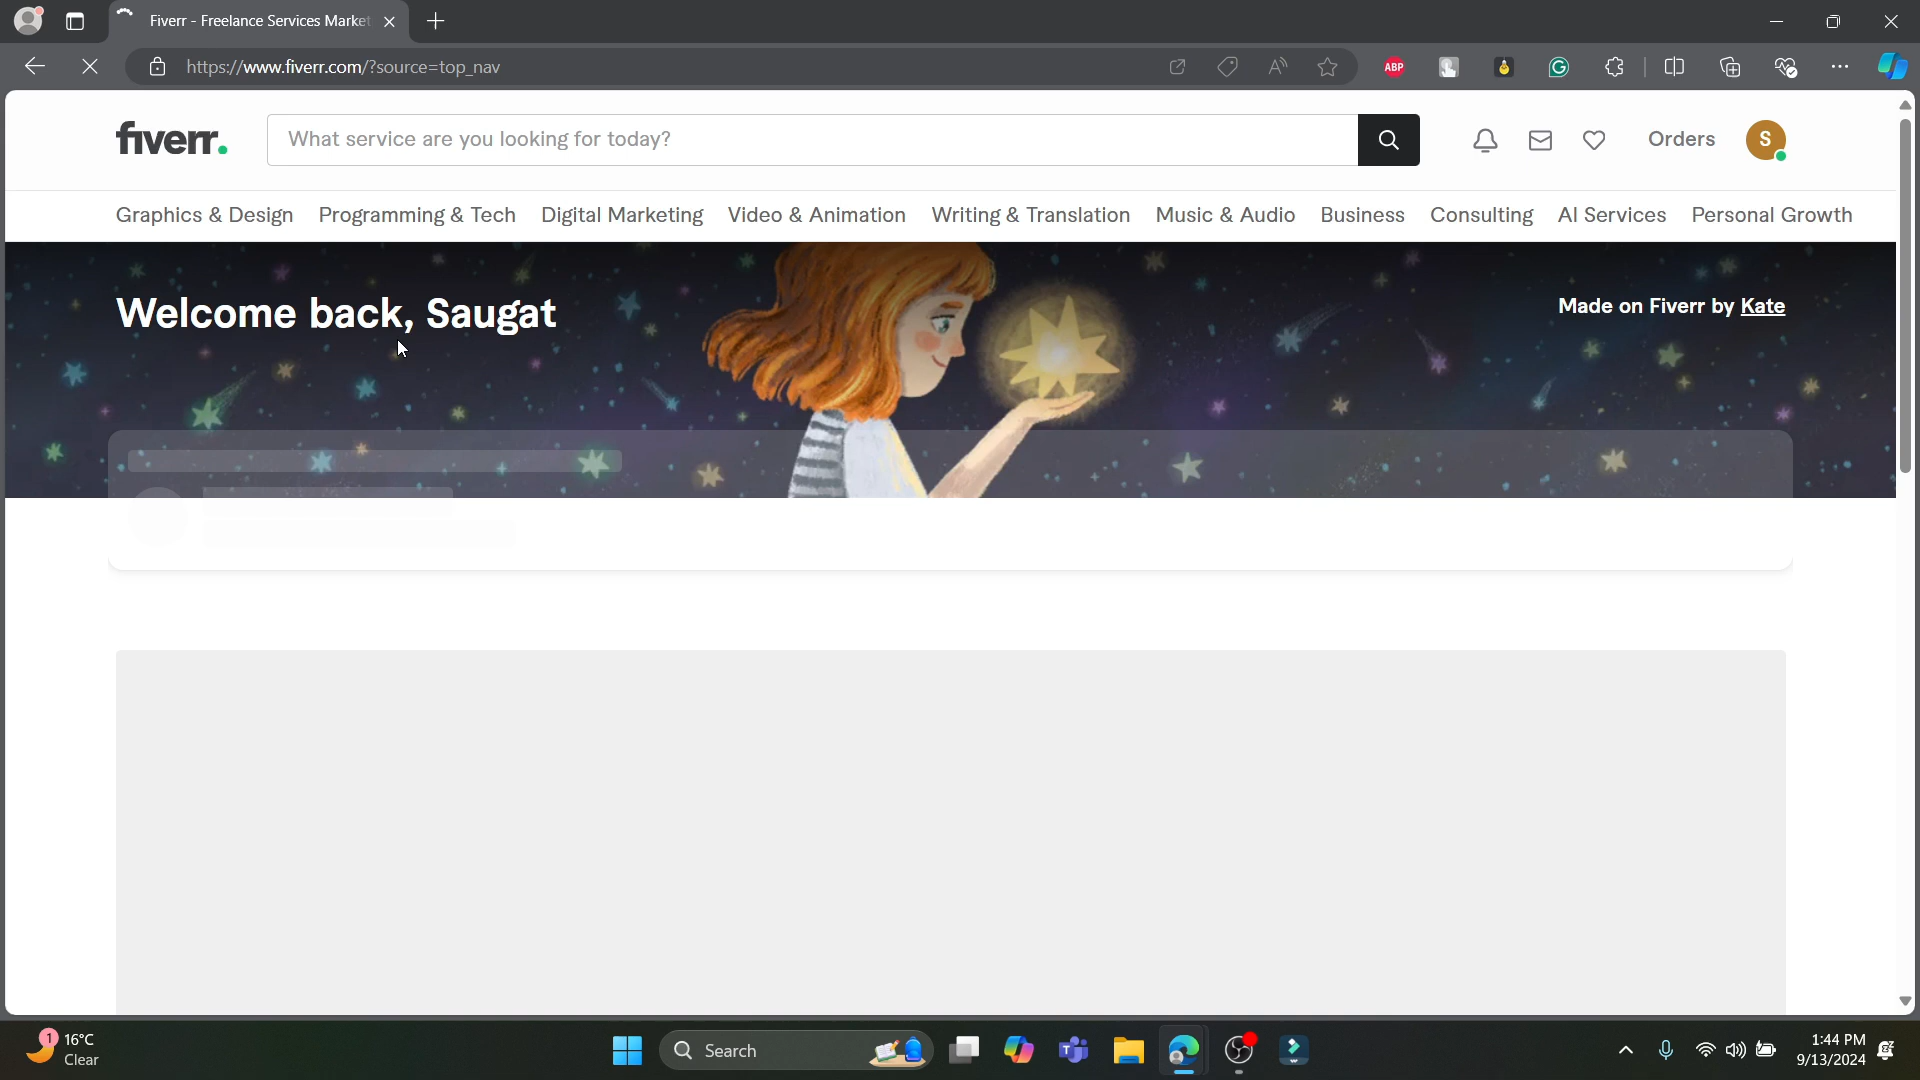 Fiverr - Freelance Services Market
https://www.fiverr.com/?source=top_nav
ABP
fiverr.
What service are you looking for today?
Orders
S
Graphics & Design
Programming & Tech
Digital Marketing
Video & Animation
Writing & Translation
Music & Audio
Business
Consulting
AI Services
Personal Growth
Welcome back, Saugat
Made on Fiverr by Kate
1
16°C
Clear
Search
1:44 PM
9/13/2024